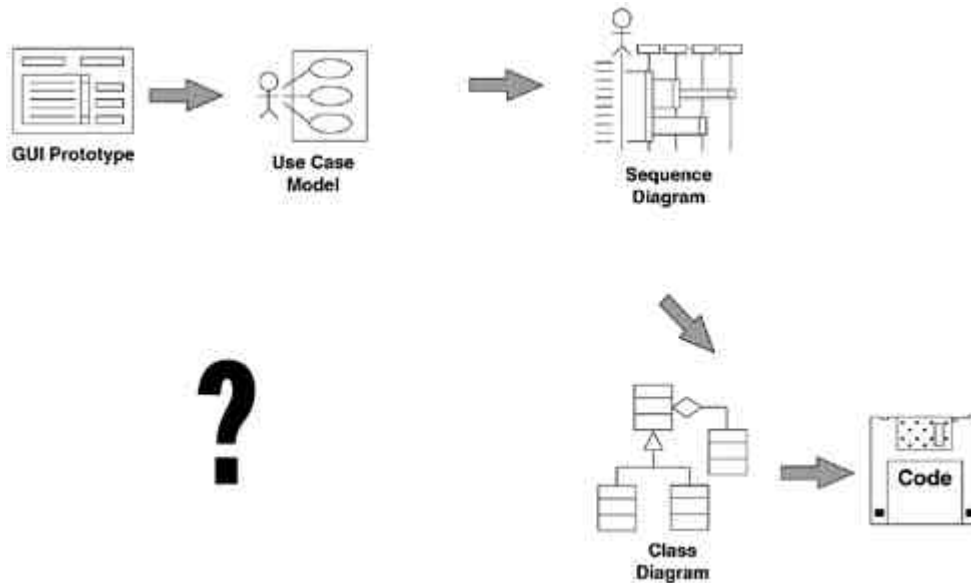 GUI Prototype
Use Case
Model
Sequence
Diagram
?
Class
Diagram
Code